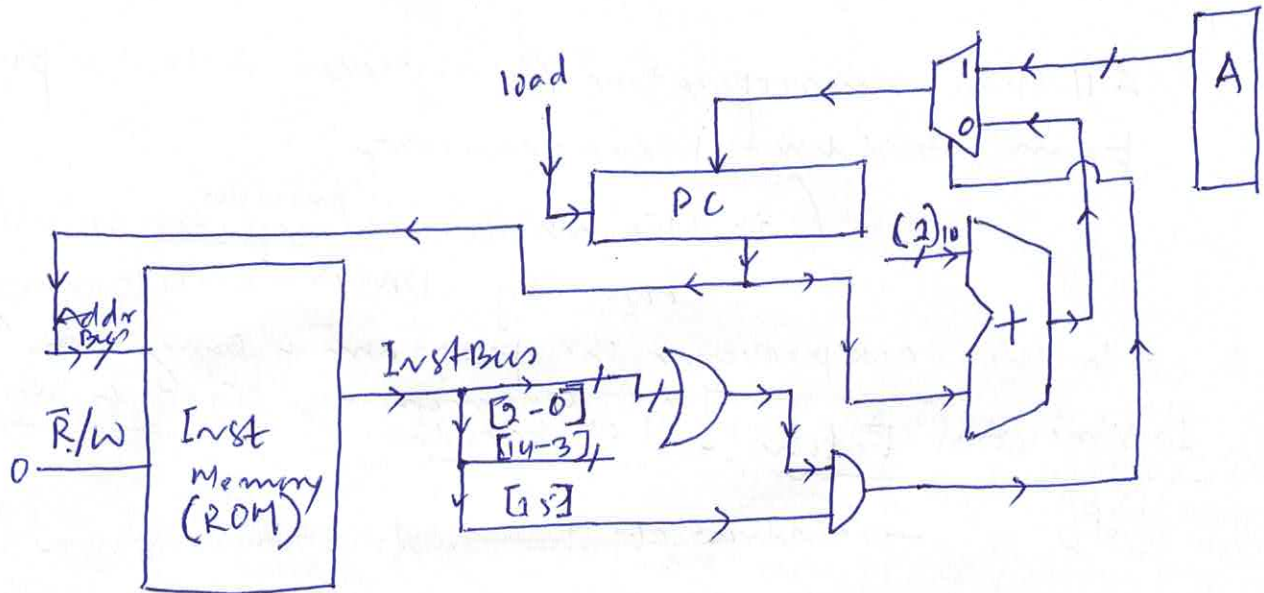 load
1
A
0
PC
(2)10
+
Addr
Bus
InstBus
[2-0]
R̄/W
[14-3]
0
Inst
Memory
(ROM)
[15]